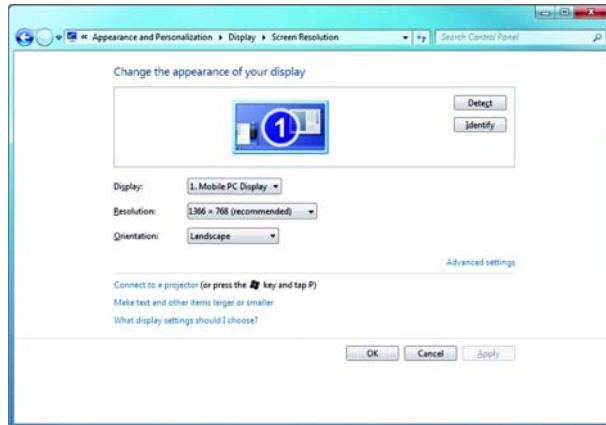 « Appearance and Personalization ▸ Display ▸ Screen Resolution
Search Control Panel
Change the appearance of your display
1
Detect
Identify
Display: 1. Mobile PC Display
Resolution: 1366 × 768 (recommended)
Orientation: Landscape
Advanced settings
Connect to a projector (or press the key and tap P)
Make text and other items larger or smaller
What display settings should I choose?
OK Cancel Apply